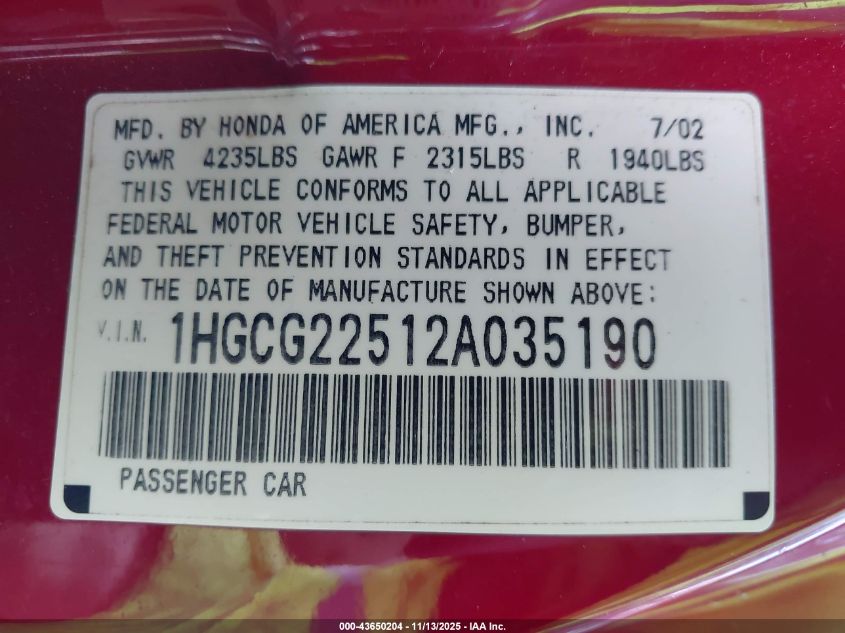 MFD. BY HONDA OF AMERICA MFG., INC. 7/02
GVWR 4235LBS GAWR F 2315LBS R 1940LBS
THIS VEHICLE CONFORMS TO ALL APPLICABLE
FEDERAL MOTOR VEHICLE SAFETY, BUMPER,
AND THEFT PREVENTION STANDARDS IN EFFECT
ON THE DATE OF MANUFACTURE SHOWN ABOVE:
V.I.N. 1HGCG22512A035190
PASSENGER CAR
000-43650204 - 11/13/2025 - IAA Inc.